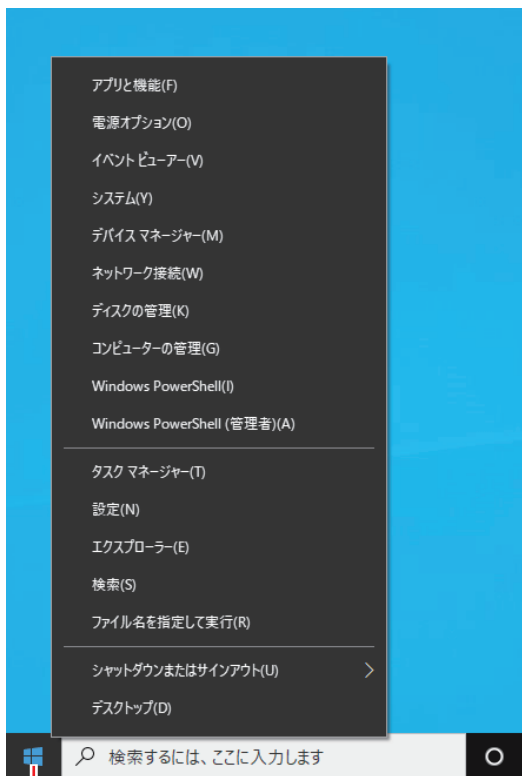 アプリと機能(F)
電源オプション(O)
イベント ビューアー(V)
システム(Y)
デバイス マネージャー(M)
ネットワーク接続(W)
ディスクの管理(K)
コンピューターの管理(G)
Windows PowerShell(I)
Windows PowerShell (管理者)(A)
タスク マネージャー(T)
設定(N)
エクスプローラー(E)
検索(S)
ファイル名を指定して実行(R)
シャットダウンまたはサインアウト(U)
デスクトップ(D)
検索するには、ここに入力します